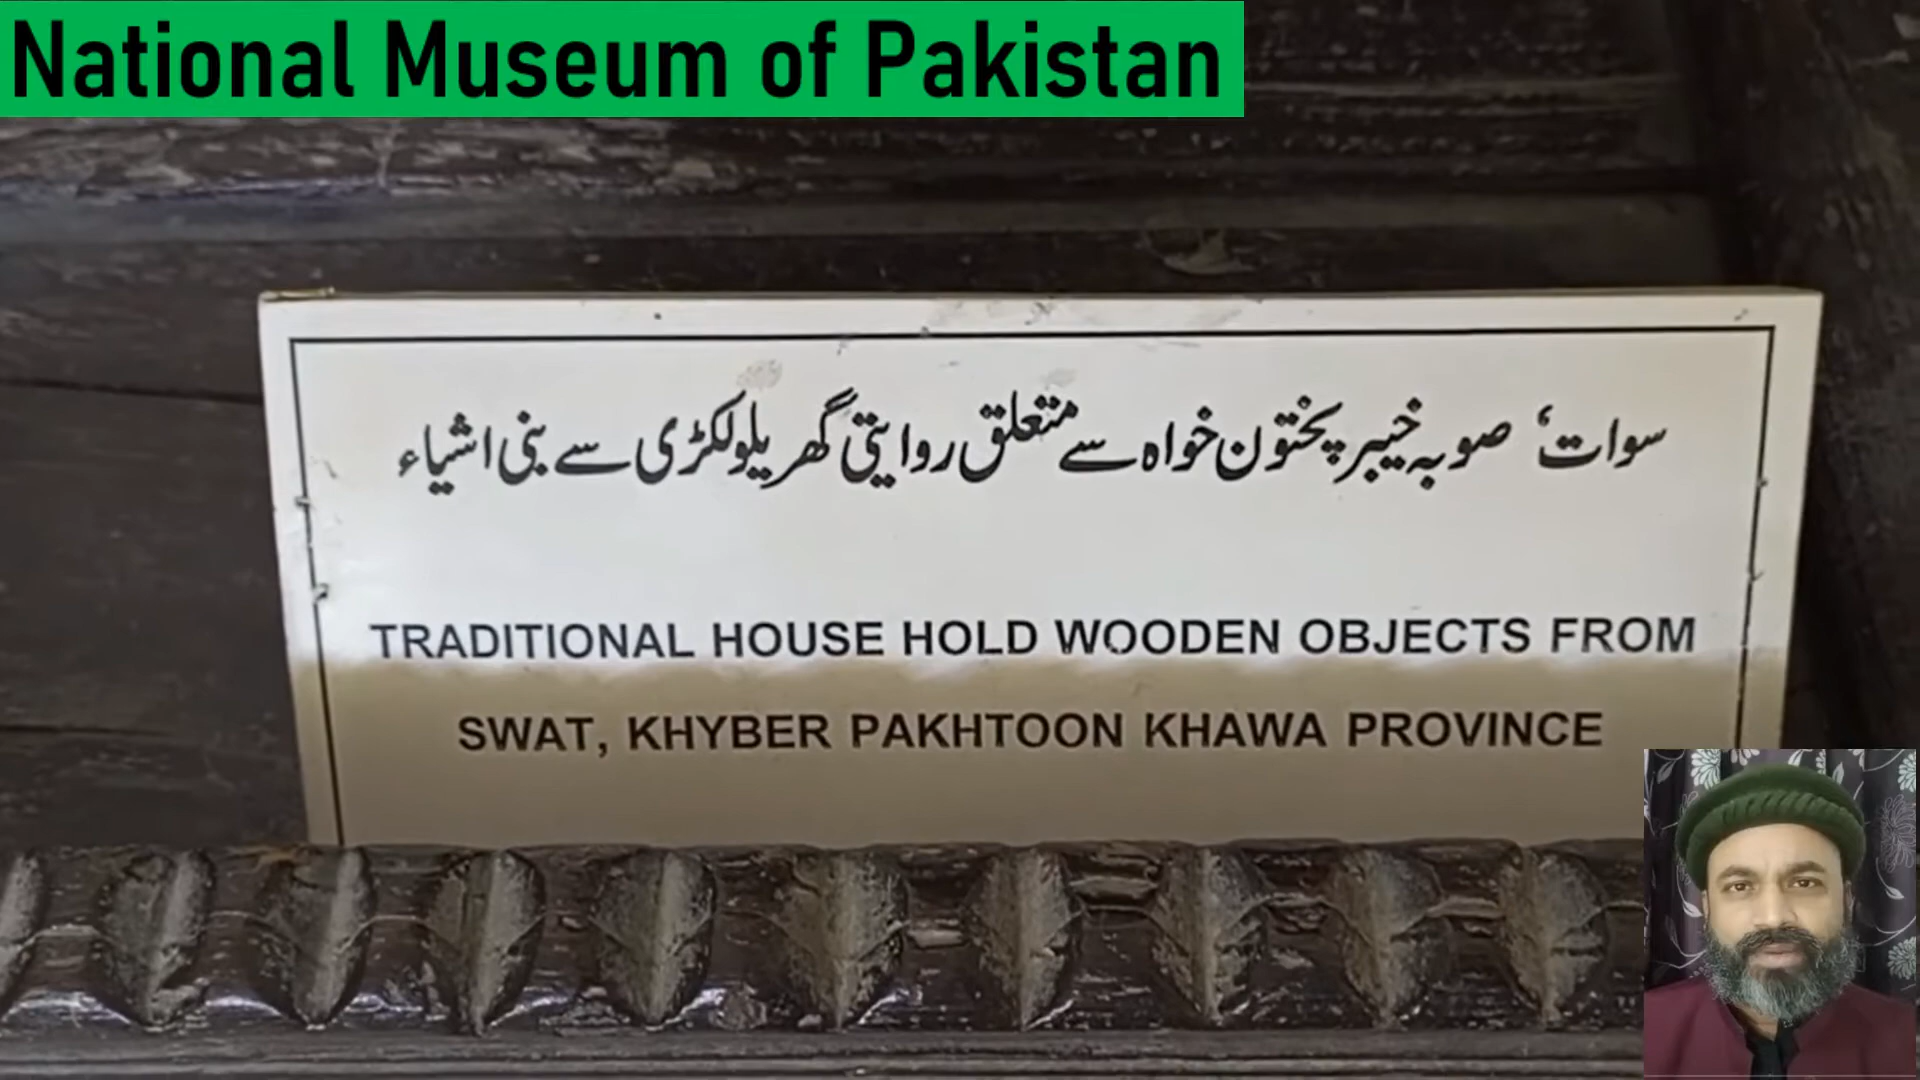 National Museum of Pakistan
سوات، صوبہ خیبر پختون خواہ سے متعلق روایتی گھریلو لکڑی سے بنی اشیاء
TRADITIONAL HOUSE HOLD WOODEN OBJECTS FROM
SWAT, KHYBER PAKHTOON KHAWA PROVINCE